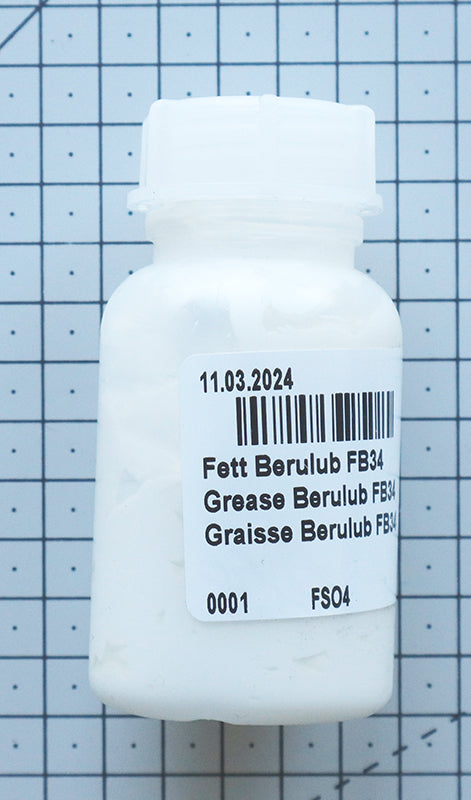 11.03.2024
Fett Berulub FB34
Grease Berulub FB34
Graisse Berulub FB34
0001 FSO4